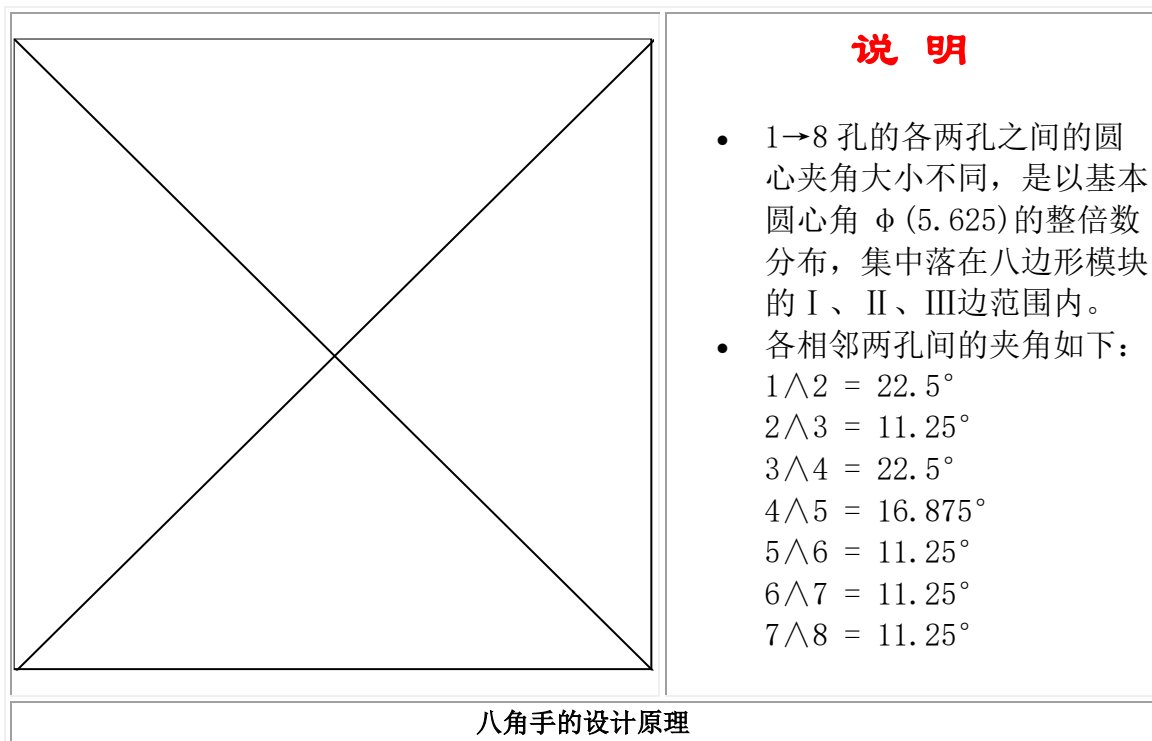 说 明
• 1→8 孔的各两孔之间的圆
心夹角大小不同，是以基本
圆心角 φ(5.625)的整倍数
分布，集中落在八边形模块
的Ⅰ、Ⅱ、Ⅲ边范围内。
• 各相邻两孔间的夹角如下：
1∧2 = 22.5°
2∧3 = 11.25°
3∧4 = 22.5°
4∧5 = 16.875°
5∧6 = 11.25°
6∧7 = 11.25°
7∧8 = 11.25°
八角手的设计原理